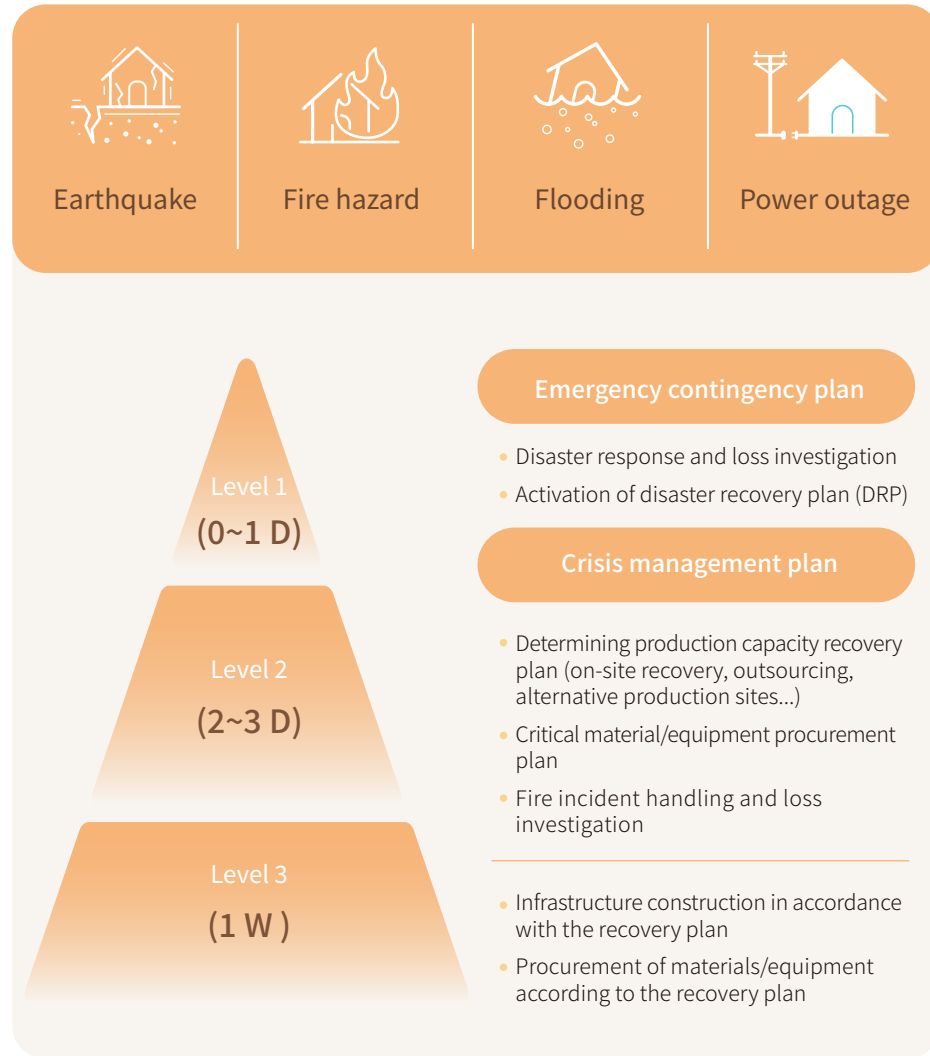 Earthquake
Fire hazard
Flooding
Power outage
Level 1
(0~1 D)
Emergency contingency plan
• Disaster response and loss investigation
• Activation of disaster recovery plan (DRP)
Crisis management plan
Level 2
(2~3 D)
• Determining production capacity recovery
plan (on-site recovery, outsourcing,
alternative production sites...)
• Critical material/equipment procurement
plan
• Fire incident handling and loss
investigation
Level 3
(1 W )
• Infrastructure construction in accordance
with the recovery plan
• Procurement of materials/equipment
according to the recovery plan